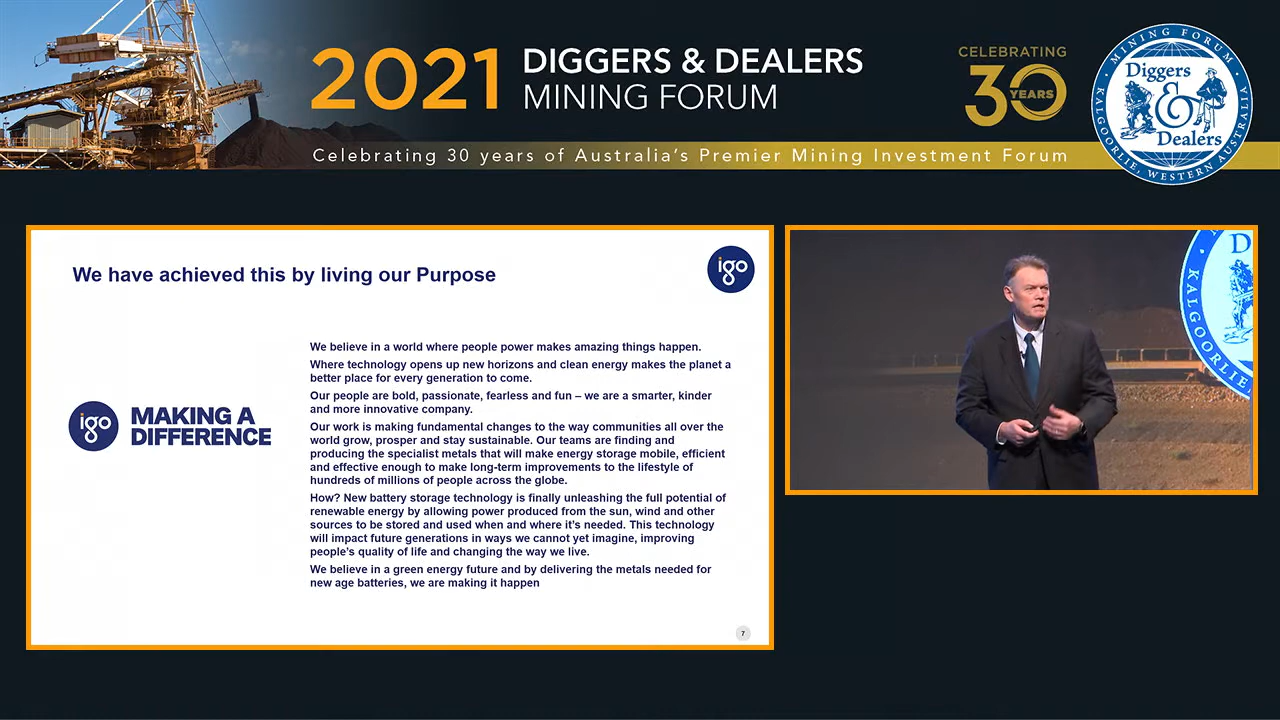 2021 DIGGERS & DEALERS
MINING FORUM
CELEBRATING
30 YEARS
Celebrating 30 years of Australia's Premier Mining Investment Forum
MINING FORUM
Diggers
&
Dealers
KALGOORLIE, WESTERN AUSTRALIA
We have achieved this by living our Purpose
igo
We believe in a world where people power makes amazing things happen.
Where technology opens up new horizons and clean energy makes the planet a
better place for every generation to come.
Our people are bold, passionate, fearless and fun – we are a smarter, kinder
and more innovative company.
igo MAKING A
DIFFERENCE
Our work is making fundamental changes to the way communities all over the
world grow, prosper and stay sustainable. Our teams are finding and
producing the specialist metals that will make energy storage mobile, efficient
and effective enough to make long-term improvements to the lifestyle of
hundreds of millions of people across the globe.
How? New battery storage technology is finally unleashing the full potential of
renewable energy by allowing power produced from the sun, wind and other
sources to be stored and used when and where it's needed. This technology
will impact future generations in ways we cannot yet imagine, improving
people's quality of life and changing the way we live.
We believe in a green energy future and by delivering the metals needed for
new age batteries, we are making it happen
7
D
KALGOORLIE